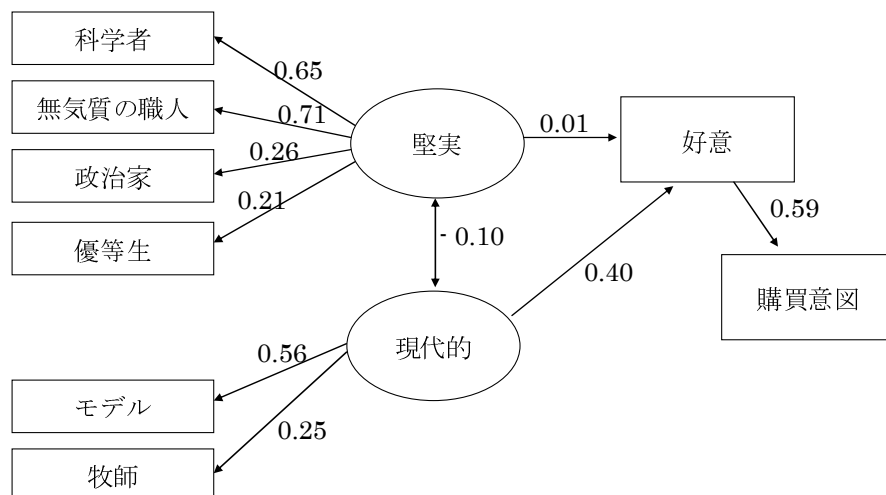 科学者
0.65
無気質の職人
0.71
堅実
0.01
好意
0.26
政治家
0.21
0.59
優等生
- 0.10
0.40
購買意図
現代的
0.56
モデル
0.25
牧師